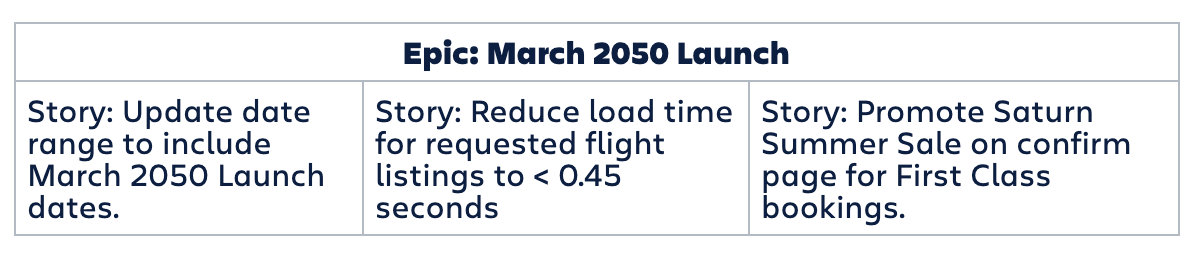 Epic: March 2050 Launch
Story: Update date
range to include
March 2050 Launch
dates.
Story: Reduce load time
for requested flight
listings to < 0.45
seconds
Story: Promote Saturn
Summer Sale on confirm
page for First Class
bookings.